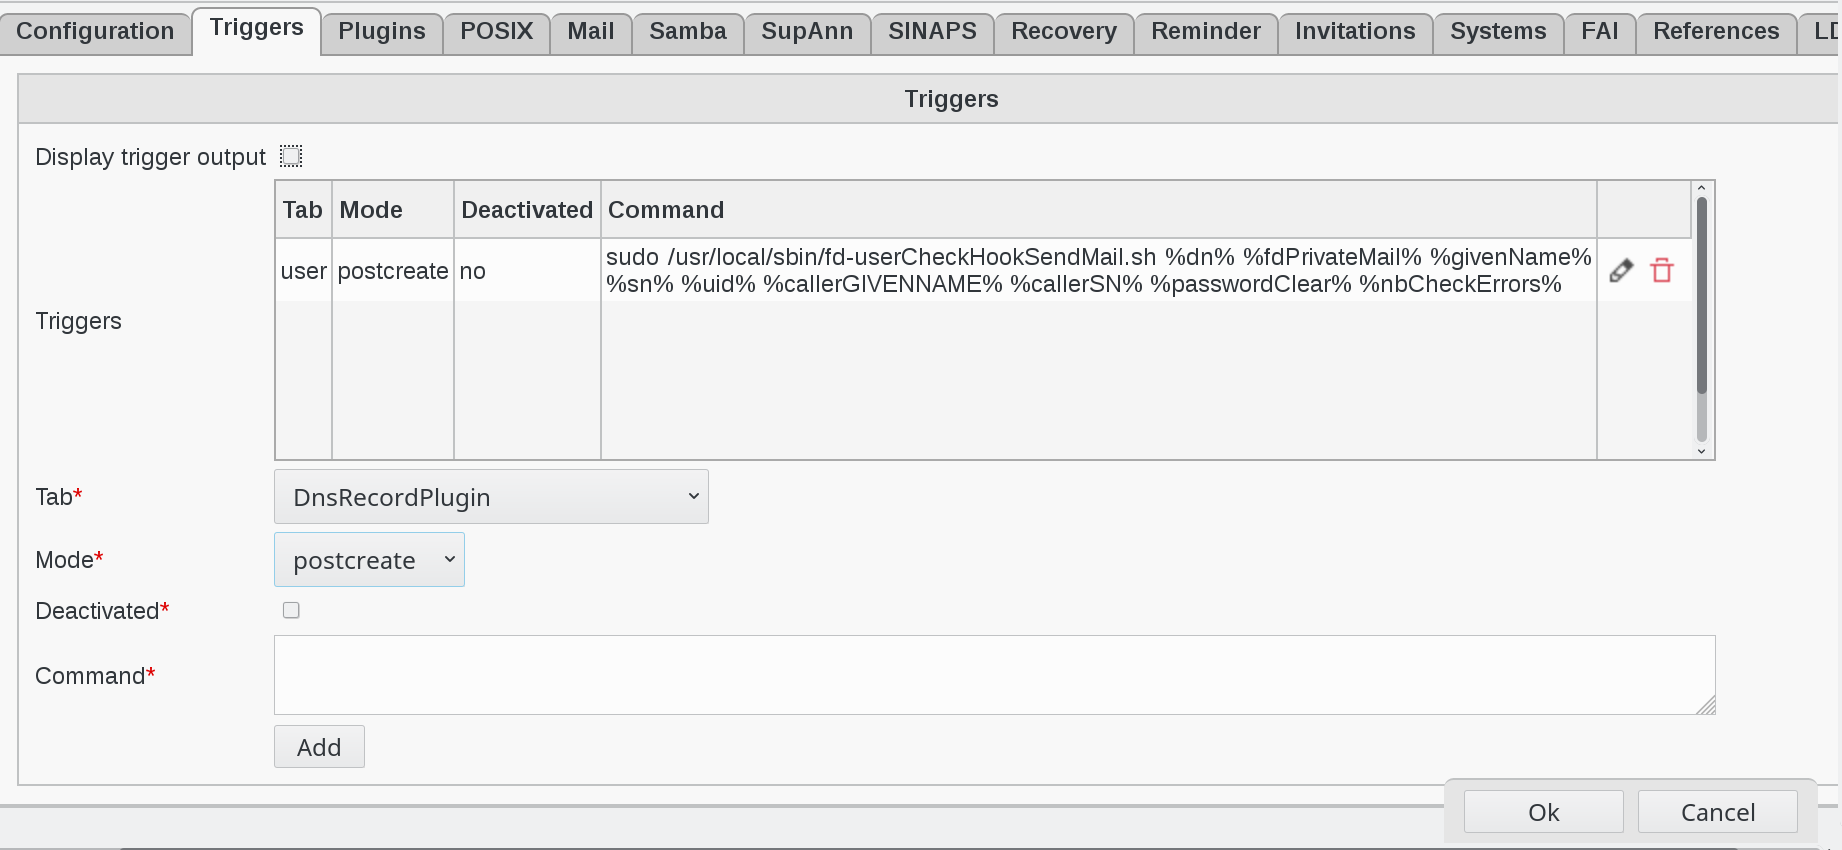 Configuration Triggers Plugins POSIX Mail Samba SupAnn SINAPS Recovery Reminder Invitations Systems FAI References
Triggers
Display trigger output
Triggers
Tab Mode Deactivated Command
user postcreate no
sudo /usr/local/sbin/fd-userCheckHookSendMail.sh %dn% %fdPrivateMail% %givenName%
%sn% %uid% %callerGIVENNAME% %callerSN% %passwordClear% %nbCheckErrors%
Tab* DnsRecordPlugin
Mode* postcreate
Deactivated*
Command*
Add
Ok Cancel